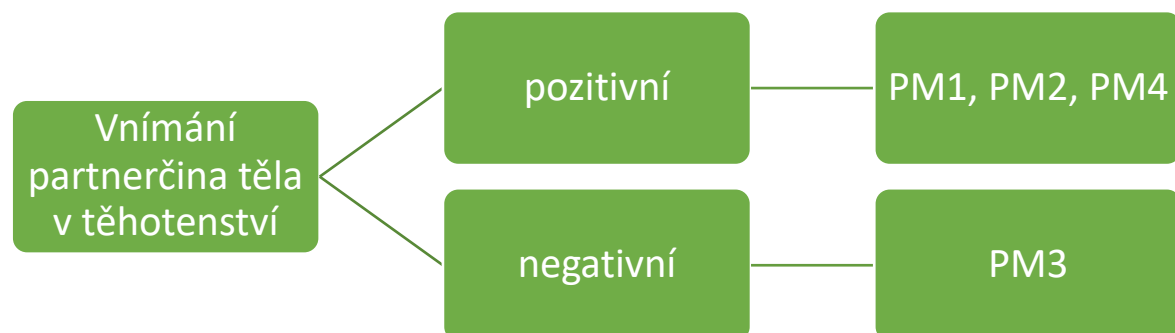 Vnímání
partnerčina těla
v těhotenství
pozitivní
PM1, PM2, PM4
negativní
PM3